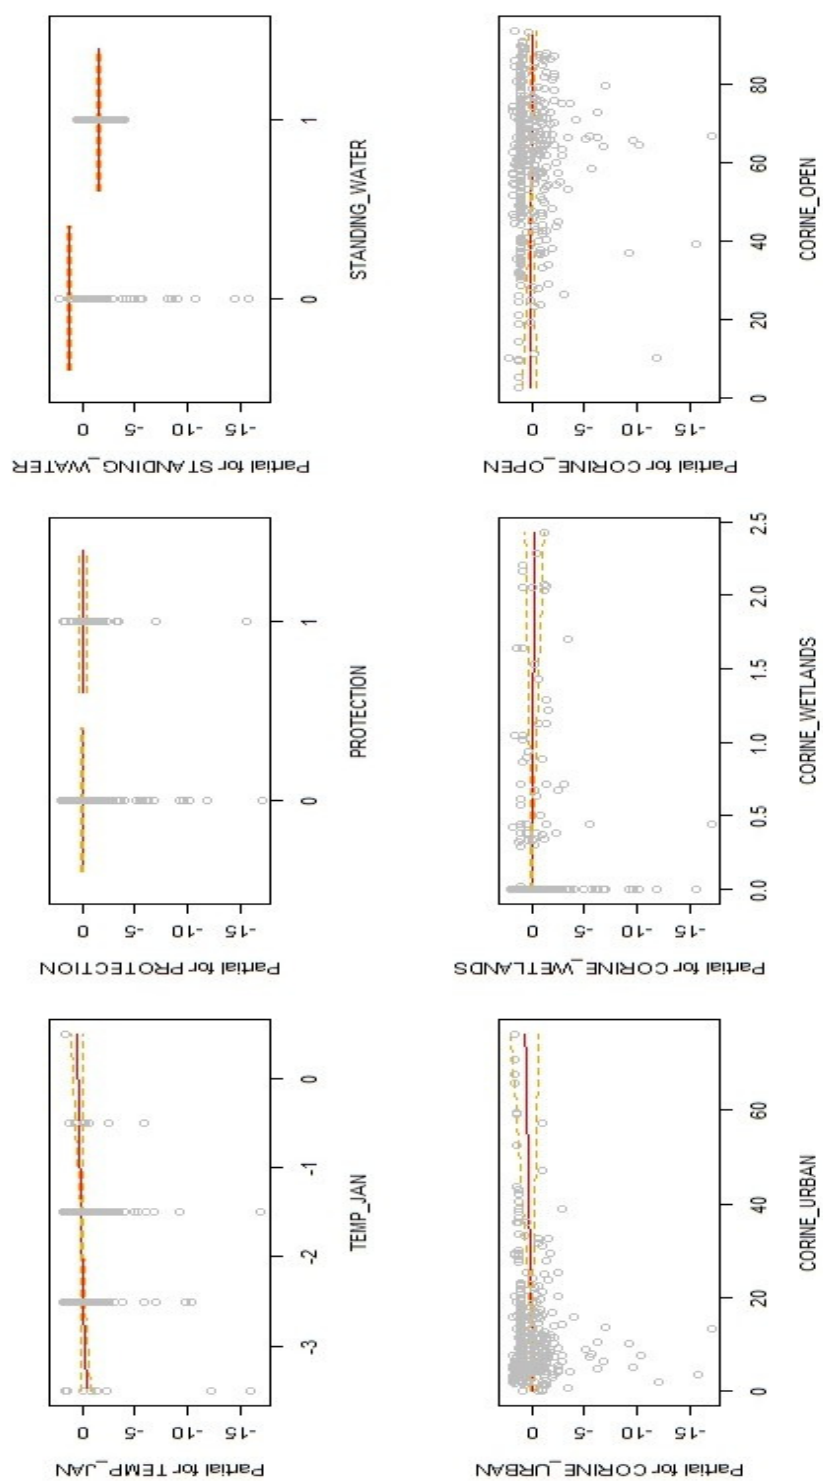 Partial for TEMP_JAN
0 -5 -10 -15
-3 -2 -1 0
TEMP_JAN
Partial for PROTECTION
0 -5 -10 -15
0 1
PROTECTION
Partial for STANDING_WATER
0 -5 -10 -15
0 1
STANDING_WATER
Partial for CORINE_URBAN
0 -5 -10 -15
0 20 40 60
CORINE_URBAN
Partial for CORINE_WETLANDS
0 -5 -10 -15
0.0 0.5 1.0 1.5 2.0 2.5
CORINE_WETLANDS
Partial for CORINE_OPEN
0 -5 -10 -15
0 20 40 60 80
CORINE_OPEN